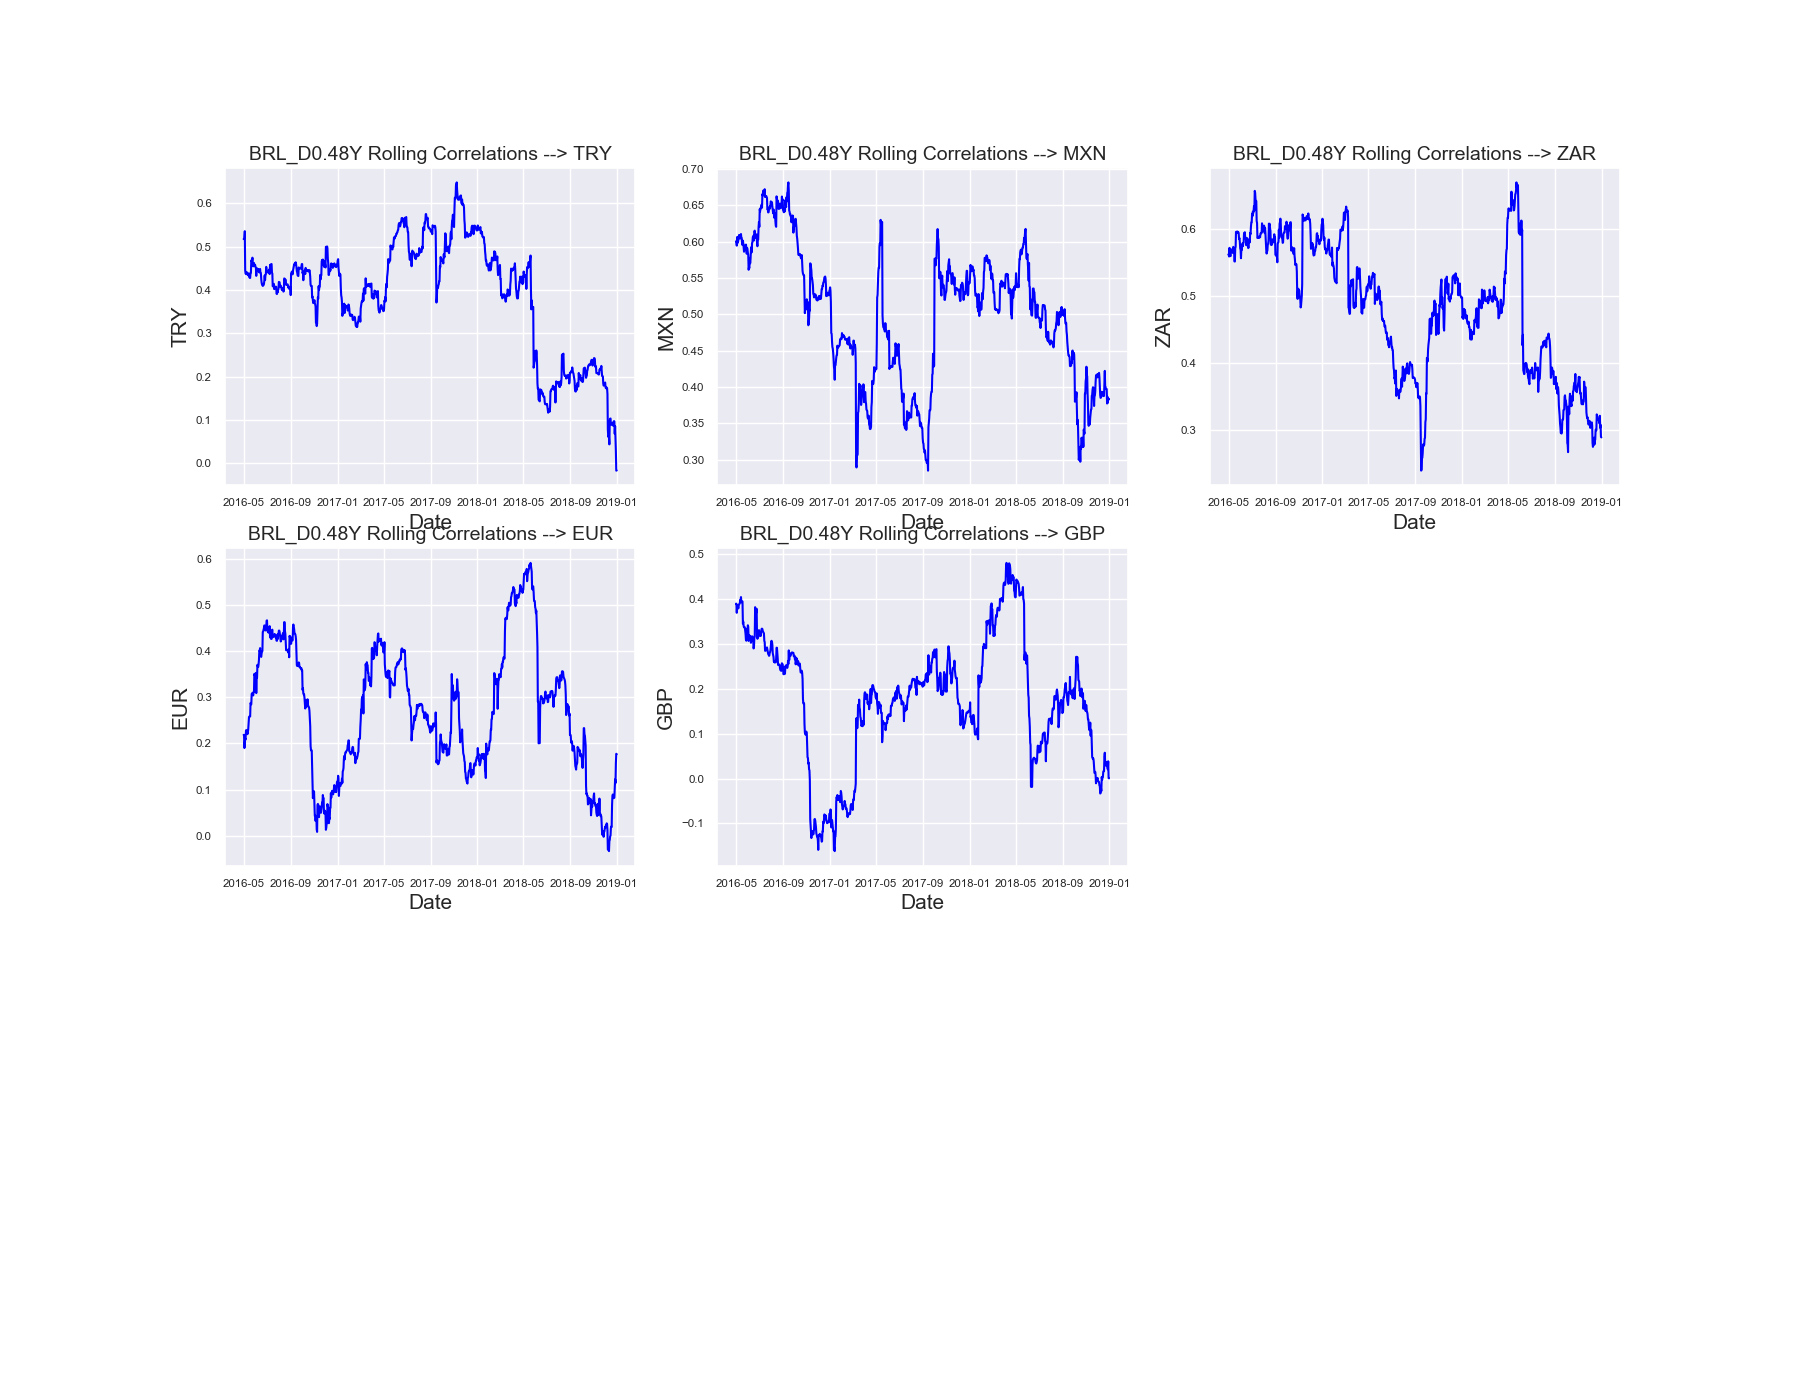 BRL_D0.48Y Rolling Correlations --> TRY
0.6
0.5
0.4
0.3
0.2
0.1
0.0
TRY
2016-05 2016-09 2017-01 2017-05 2017-09 2018-01 2018-05 2018-09 2019-01
Date
BRL_D0.48Y Rolling Correlations --> MXN
0.70
0.65
0.60
0.55
0.50
0.45
0.40
0.35
0.30
MXN
2016-05 2016-09 2017-01 2017-05 2017-09 2018-01 2018-05 2018-09 2019-01
Date
BRL_D0.48Y Rolling Correlations --> ZAR
0.6
0.5
0.4
0.3
ZAR
2016-05 2016-09 2017-01 2017-05 2017-09 2018-01 2018-05 2018-09 2019-01
Date
BRL_D0.48Y Rolling Correlations --> EUR
0.6
0.5
0.4
0.3
0.2
0.1
0.0
EUR
2016-05 2016-09 2017-01 2017-05 2017-09 2018-01 2018-05 2018-09 2019-01
Date
BRL_D0.48Y Rolling Correlations --> GBP
0.5
0.4
0.3
0.2
0.1
0.0
−0.1
GBP
2016-05 2016-09 2017-01 2017-05 2017-09 2018-01 2018-05 2018-09 2019-01
Date